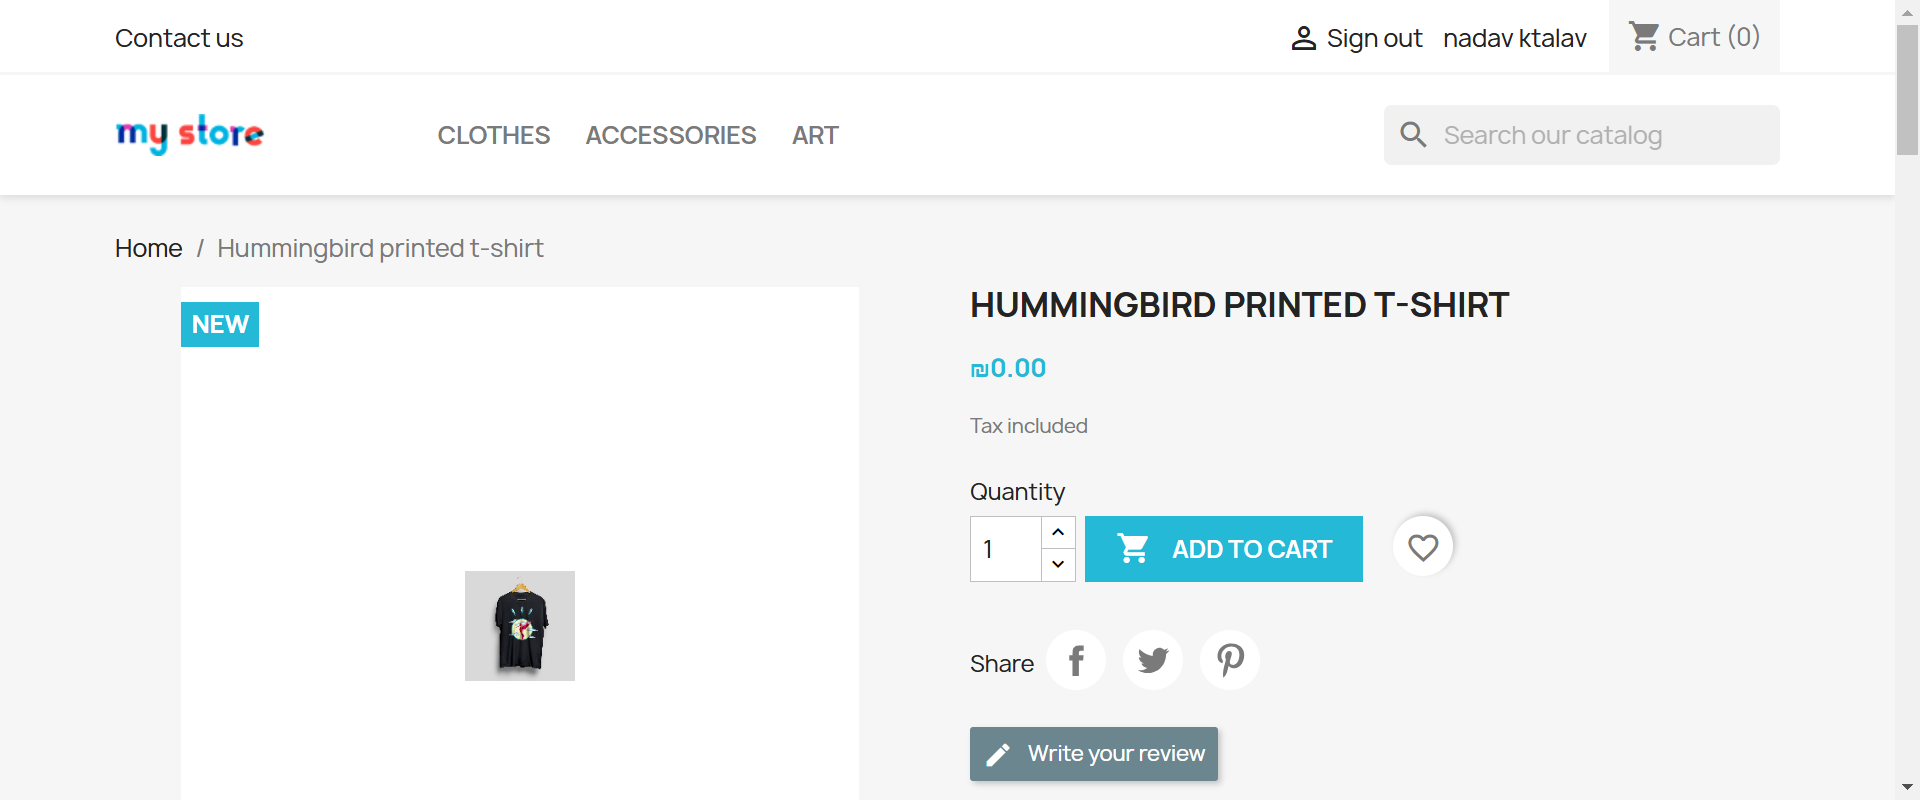 Contact us
Sign out nadav ktalav Cart (0)
my store CLOTHES ACCESSORIES ART Search our catalog
Home / Hummingbird printed t-shirt
NEW
HUMMINGBIRD PRINTED T-SHIRT
₪0.00
Tax included
Quantity
1 ADD TO CART
Share
Write your review